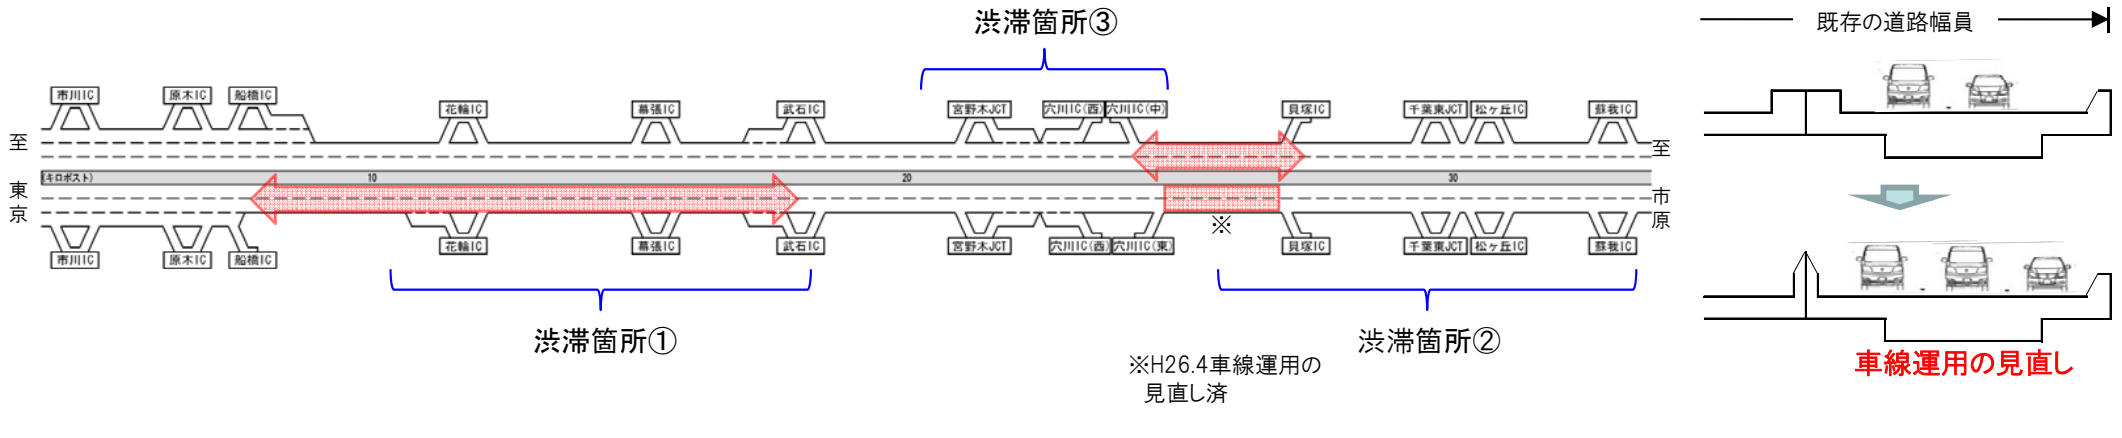 渋滞箇所③
既存の道路幅員
市川IC
原木IC
船橋IC
花輪IC
幕張IC
武石IC
宮野木JCT
穴川IC(西)
穴川IC(中)
貝塚IC
千葉東JCT
松ヶ丘IC
蘇我IC
至東京
至市原
(キロポスト)
10
20
30
※
市川IC
原木IC
船橋IC
花輪IC
幕張IC
武石IC
宮野木JCT
穴川IC(西)
穴川IC(東)
貝塚IC
千葉東JCT
松ヶ丘IC
蘇我IC
渋滞箇所①
渋滞箇所②
※H26.4車線運用の
見直し済
車線運用の見直し